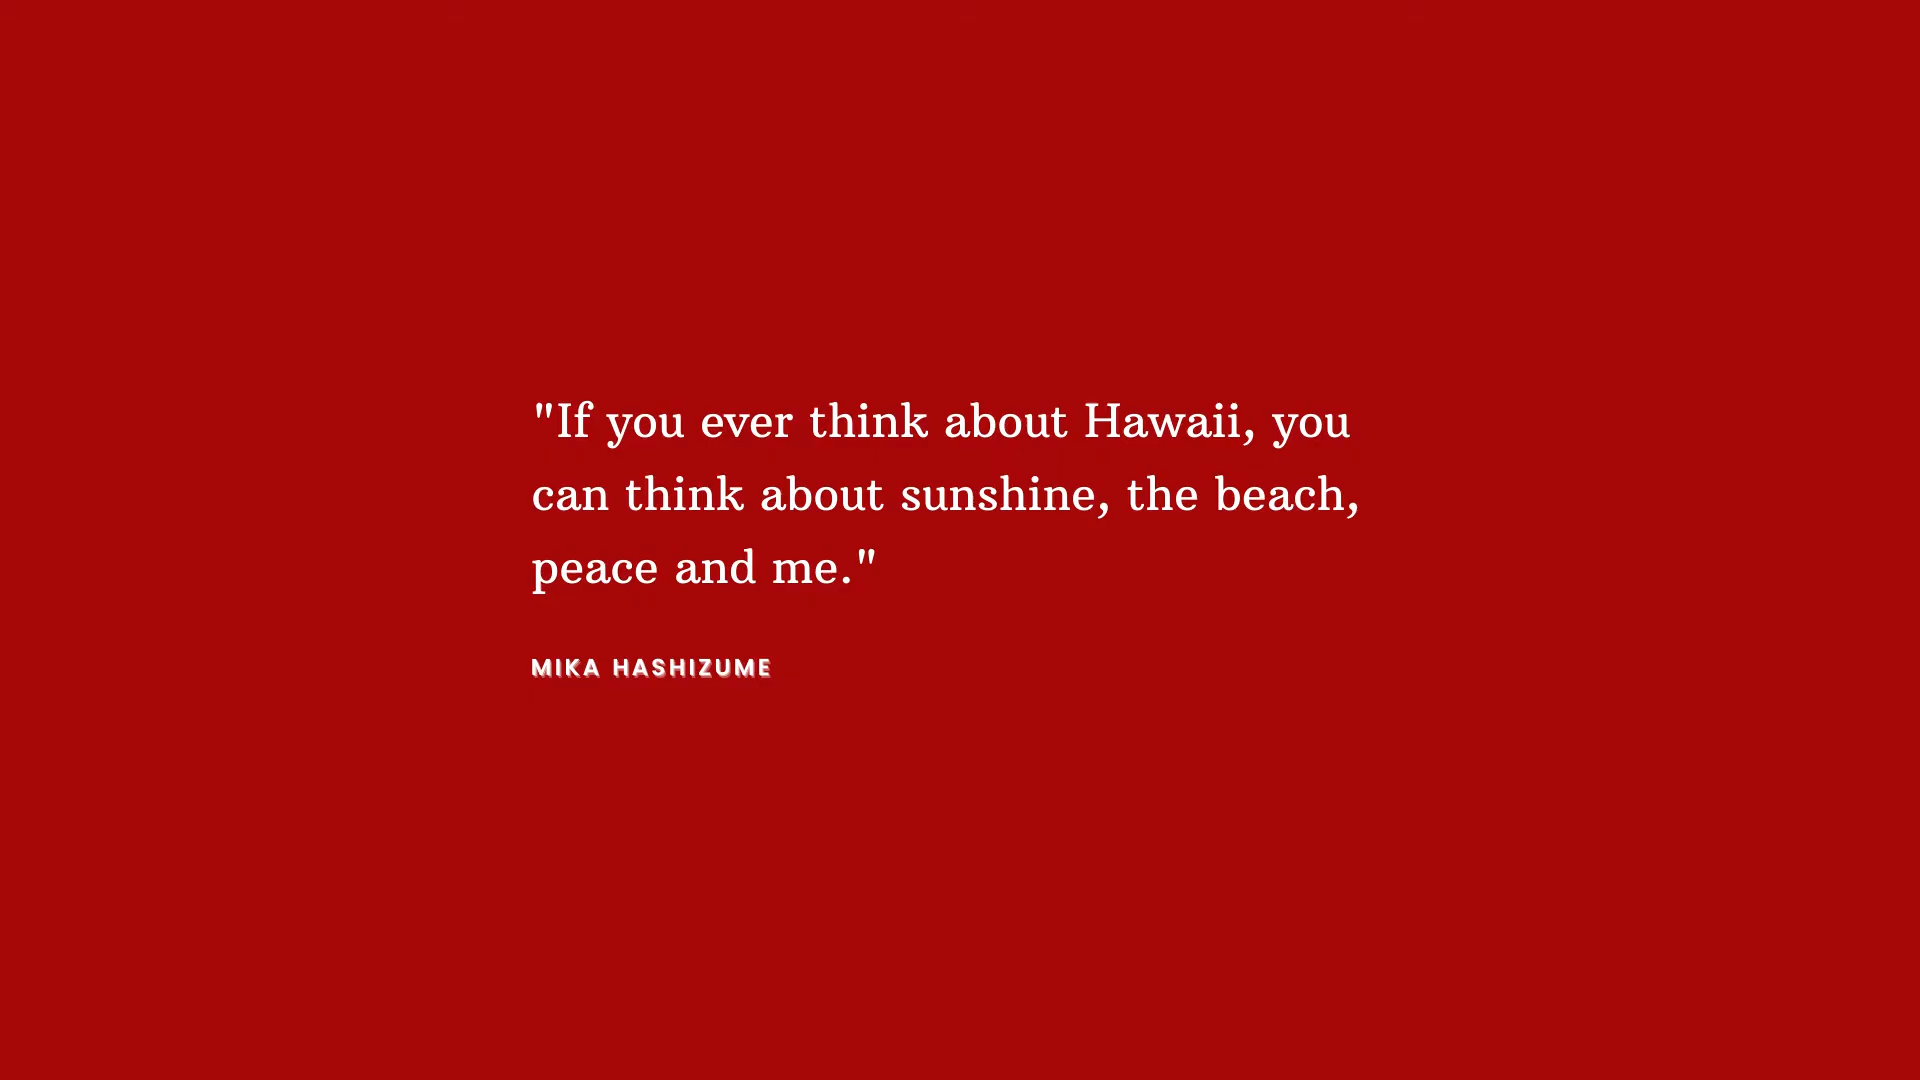 "If you ever think about Hawaii, you
can think about sunshine, the beach,
peace and me."
MIKA HASHIZUME